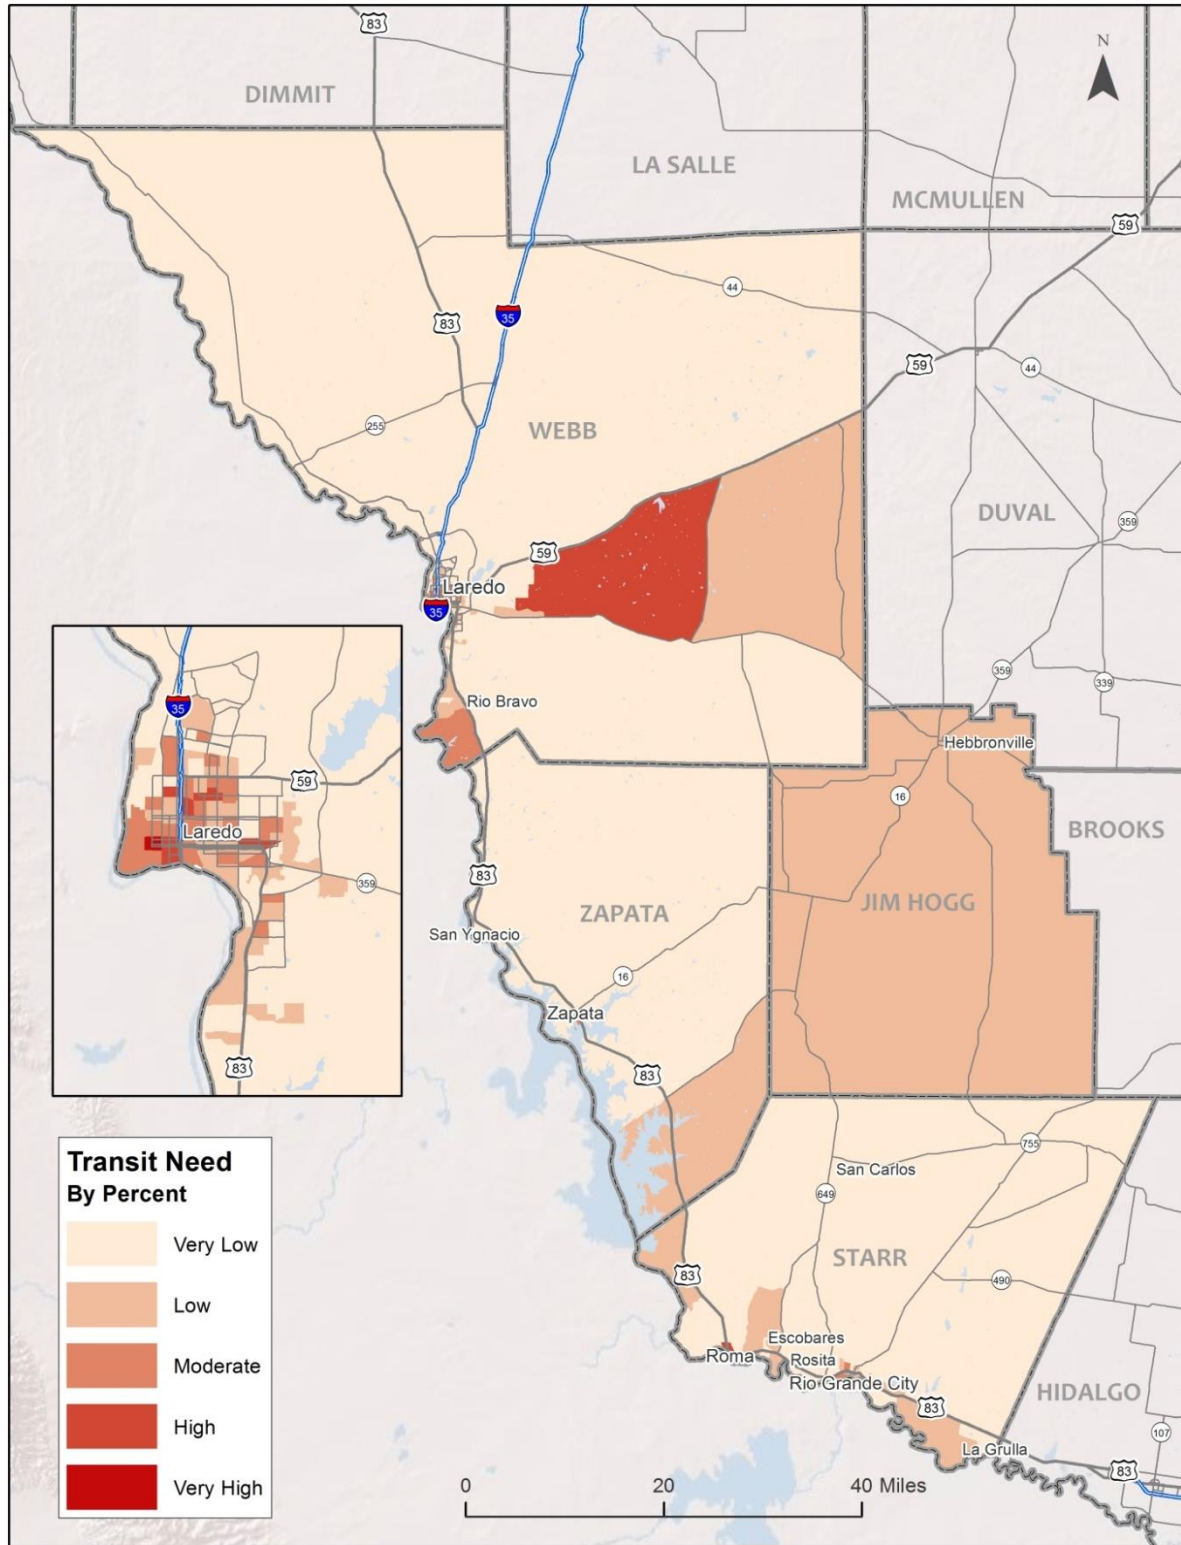 83
N
DIMMIT
LA SALLE
MCMULLEN
59
44
83
35
59
44
255
WEBB
DUVAL
359
59
Laredo
35
35
359
339
Rio Bravo
Hebbronville
59
16
BROOKS
Laredo
83
359
ZAPATA
JIM HOGG
San Ygnacio
16
Zapata
83
83
755
San Carlos
649
Transit Need
By Percent
Very Low
Low
Moderate
High
Very High
STARR
83
490
Escobares
Roma
Rosita
Rio Grande City
HIDALGO
83
La Grulla
107
83
0 20 40 Miles